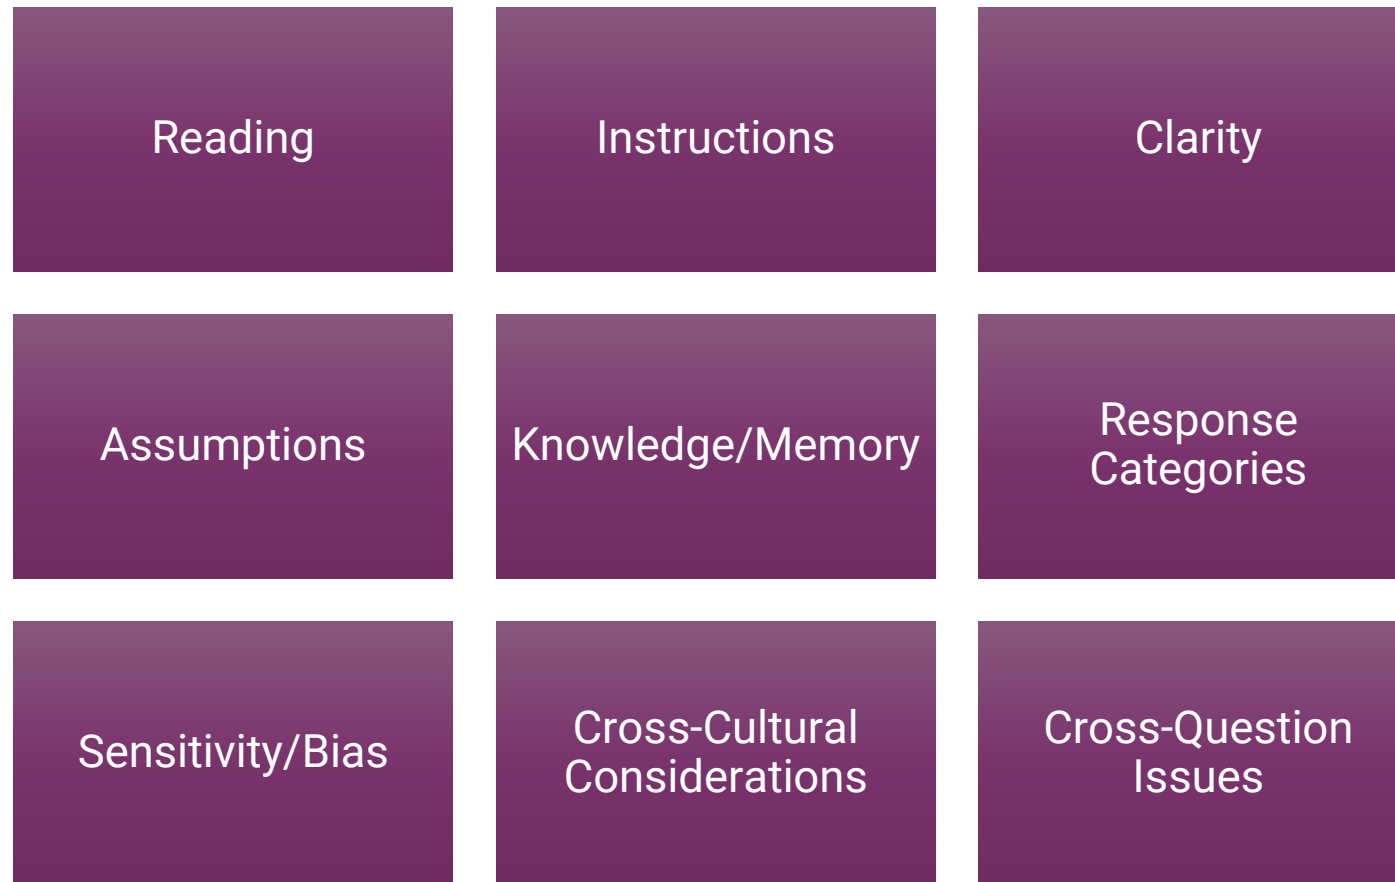 Reading
Instructions
Clarity
Assumptions
Knowledge/Memory
Response
Categories
Sensitivity/Bias
Cross-Cultural
Considerations
Cross-Question
Issues